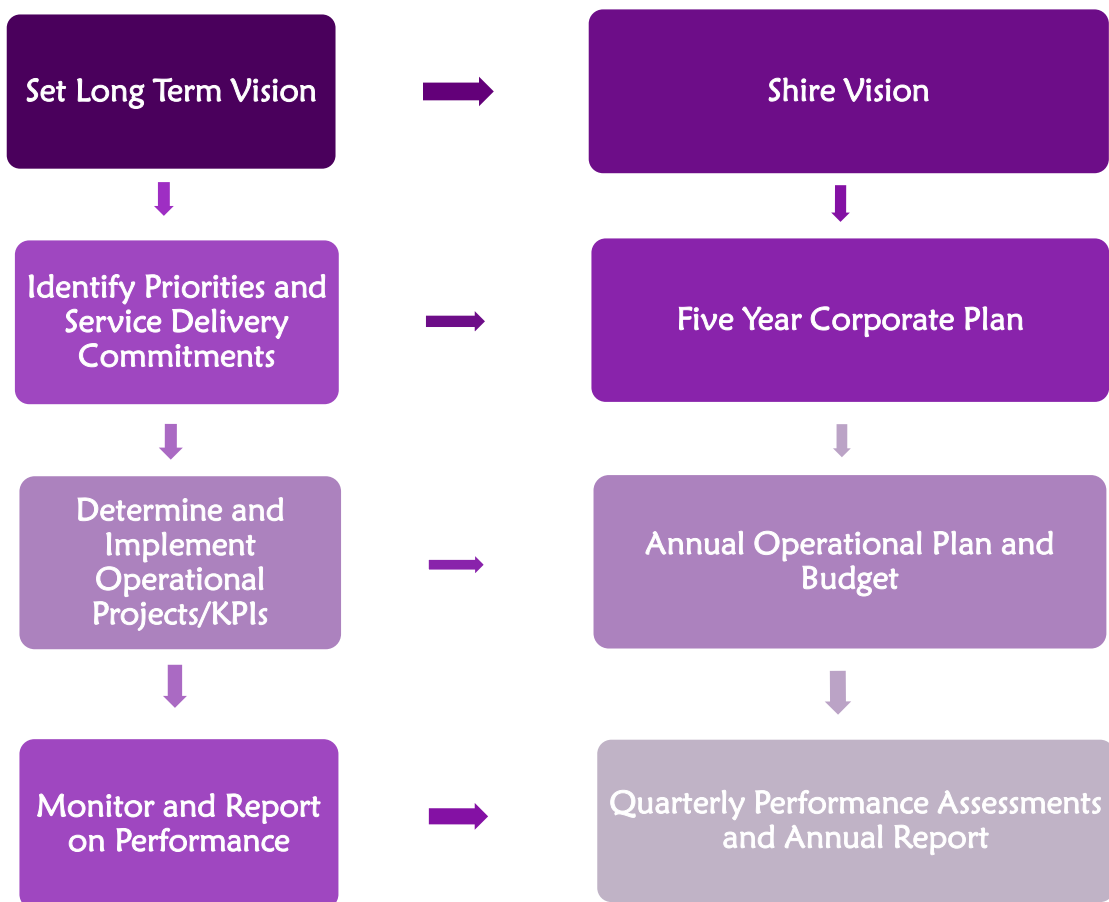 Set Long Term Vision
Shire Vision
Identify Priorities and
Service Delivery
Commitments
Five Year Corporate Plan
Determine and
Implement
Operational
Projects/KPIs
Annual Operational Plan and
Budget
Monitor and Report
on Performance
Quarterly Performance Assessments
and Annual Report